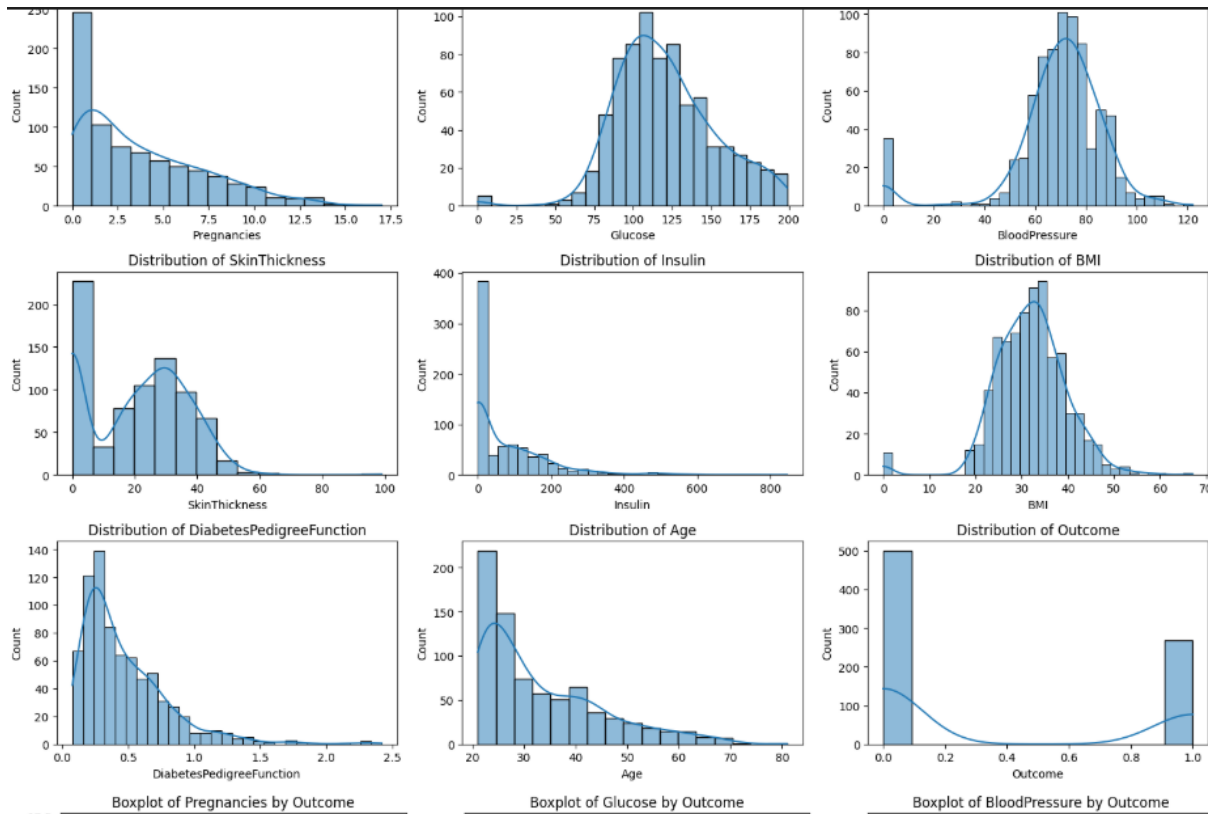 250
200
150
100
50
0
Count
0.0 2.5 5.0 7.5 10.0 12.5 15.0 17.5
Pregnancies
100
80
60
40
20
0
Count
0 25 50 75 100 125 150 175 200
Glucose
100
80
60
40
20
0
Count
0 20 40 60 80 100 120
BloodPressure
Distribution of SkinThickness
200
150
100
50
0
Count
0 20 40 60 80 100
SkinThickness
Distribution of Insulin
400
300
200
100
0
Count
0 200 400 600 800
Insulin
Distribution of BMI
80
60
40
20
0
Count
0 10 20 30 40 50 60 70
BMI
Distribution of DiabetesPedigreeFunction
140
120
100
80
60
40
20
0
Count
0.0 0.5 1.0 1.5 2.0 2.5
DiabetesPedigreeFunction
Distribution of Age
200
150
100
50
0
Count
20 30 40 50 60 70 80
Age
Distribution of Outcome
500
400
300
200
100
0
Count
0.0 0.2 0.4 0.6 0.8 1.0
Outcome
Boxplot of Pregnancies by Outcome
Boxplot of Glucose by Outcome
Boxplot of BloodPressure by Outcome